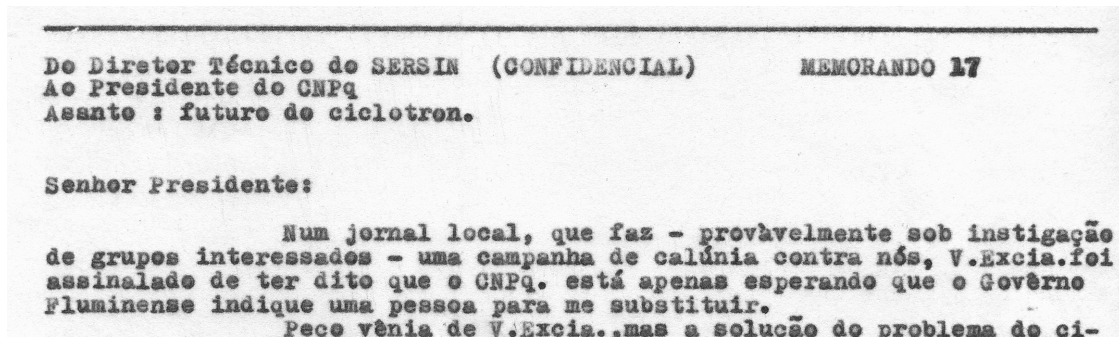 Do Diretor Técnico do SERSIN (CONFIDENCIAL) MEMORANDO 17
Ao Presidente do CNPq
Assnto : futuro do ciclotron.
Senhor Presidente:
Num jornal local, que faz - provàvelmente sob instigação
de grupos interessados - uma campanha de calúnia contra nós, V.Excia.foi
assinalado de ter dito que o CNPq. está apenas esperando que o Govêrno
Fluminense indique uma pessoa para me substituir.
Peço vênia de V.Excia.,mas a solução do problema do ci-